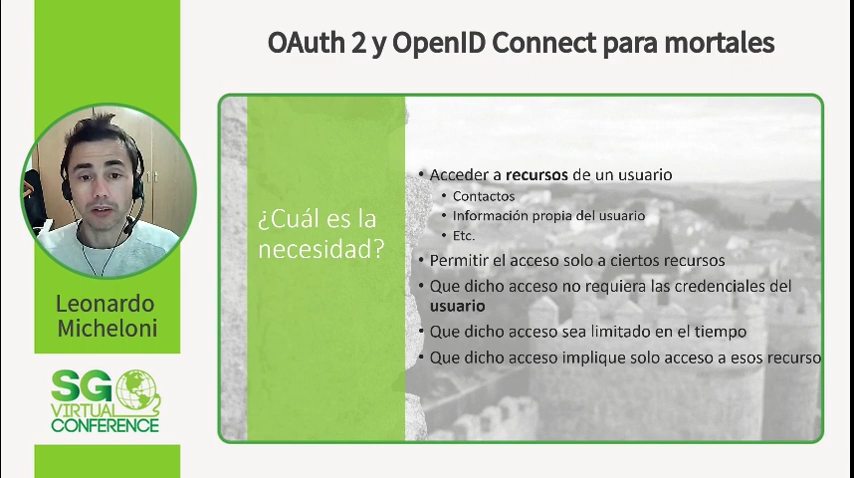 OAuth 2 y OpenID Connect para mortales
Leonardo
Micheloni
SG
VIRTUAL
CONFERENCE
¿Cuál es la
necesidad?
• Acceder a recursos de un usuario
• Contactos
• Información propia del usuario
• Etc.
• Permitir el acceso solo a ciertos recursos
• Que dicho acceso no requiera las credenciales del
usuario
• Que dicho acceso sea limitado en el tiempo
• Que dicho acceso implique solo acceso a esos recurso